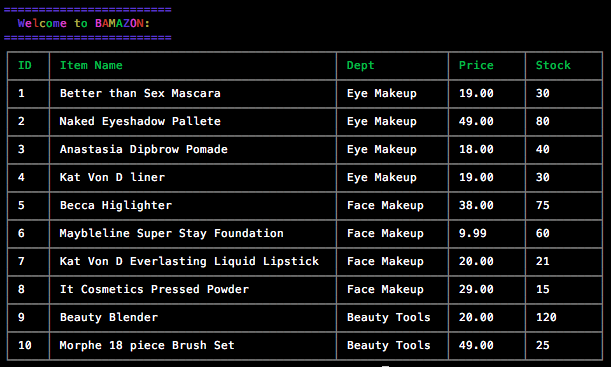 ========================
Welcome to BAMAZON:
========================
ID Item Name Dept Price Stock
1 Better than Sex Mascara Eye Makeup 19.00 30
2 Naked Eyeshadow Pallete Eye Makeup 49.00 80
3 Anastasia Dipbrow Pomade Eye Makeup 18.00 40
4 Kat Von D liner Eye Makeup 19.00 30
5 Becca Higlighter Face Makeup 38.00 75
6 Maybleline Super Stay Foundation Face Makeup 9.99 60
7 Kat Von D Everlasting Liquid Lipstick Face Makeup 20.00 21
8 It Cosmetics Pressed Powder Face Makeup 29.00 15
9 Beauty Blender Beauty Tools 20.00 120
10 Morphe 18 piece Brush Set Beauty Tools 49.00 25